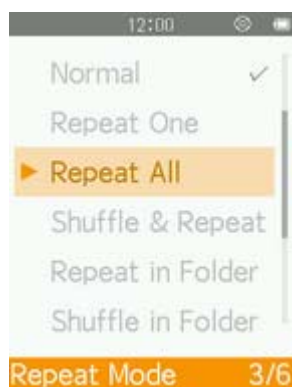 12:00
Normal
Repeat One
Repeat All
Shuffle & Repeat
Repeat in Folder
Shuffle in Folder
Repeat Mode 3/6